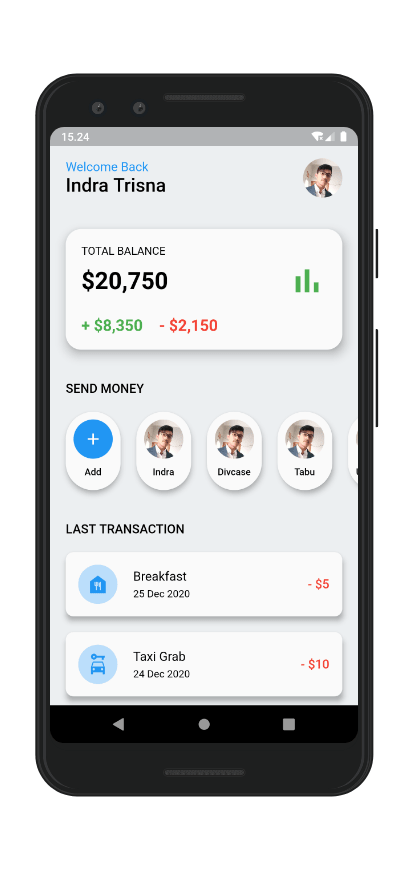 15.24
Welcome Back
Indra Trisna
TOTAL BALANCE
$20,750
+ $8,350 - $2,150
SEND MONEY
Add Indra Divcase Tabu
LAST TRANSACTION
Breakfast
25 Dec 2020
- $5
Taxi Grab
24 Dec 2020
- $10